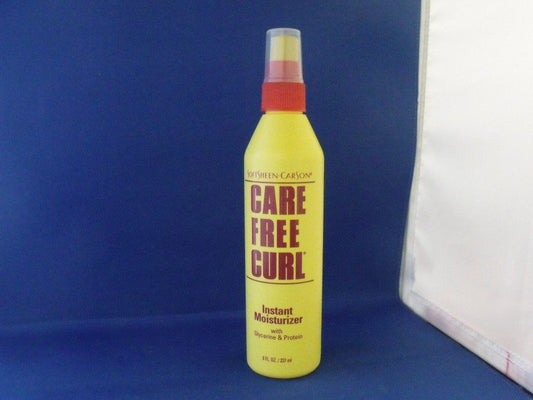 SOFTSHEEN·CARSON®
CARE
FREE
CURL®
Instant
Moisturizer
with
Glycerine & Protein
8 FL. OZ. / 237 ml